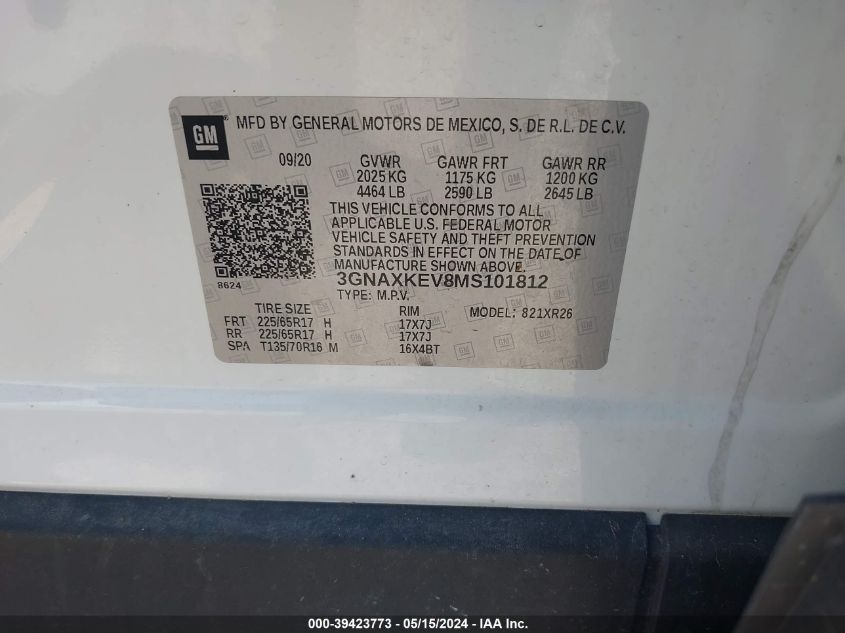 GM
MFD BY GENERAL MOTORS DE MEXICO, S. DE R.L. DE C.V.
09/20 GVWR GAWR FRT GAWR RR
2025 KG 1175 KG 1200 KG
4464 LB 2590 LB 2645 LB
THIS VEHICLE CONFORMS TO ALL
APPLICABLE U.S. FEDERAL MOTOR
VEHICLE SAFETY AND THEFT PREVENTION
STANDARDS IN EFFECT ON THE DATE OF
MANUFACTURE SHOWN ABOVE.
8624 3GNAXKEV8MS101812
TYPE: M.P.V.
TIRE SIZE RIM MODEL: 821XR26
FRT 225/65R17 H 17X7J
RR 225/65R17 H 17X7J
SPA T135/70R16 M 16X4BT
000-39423773 - 05/15/2024 - IAA Inc.